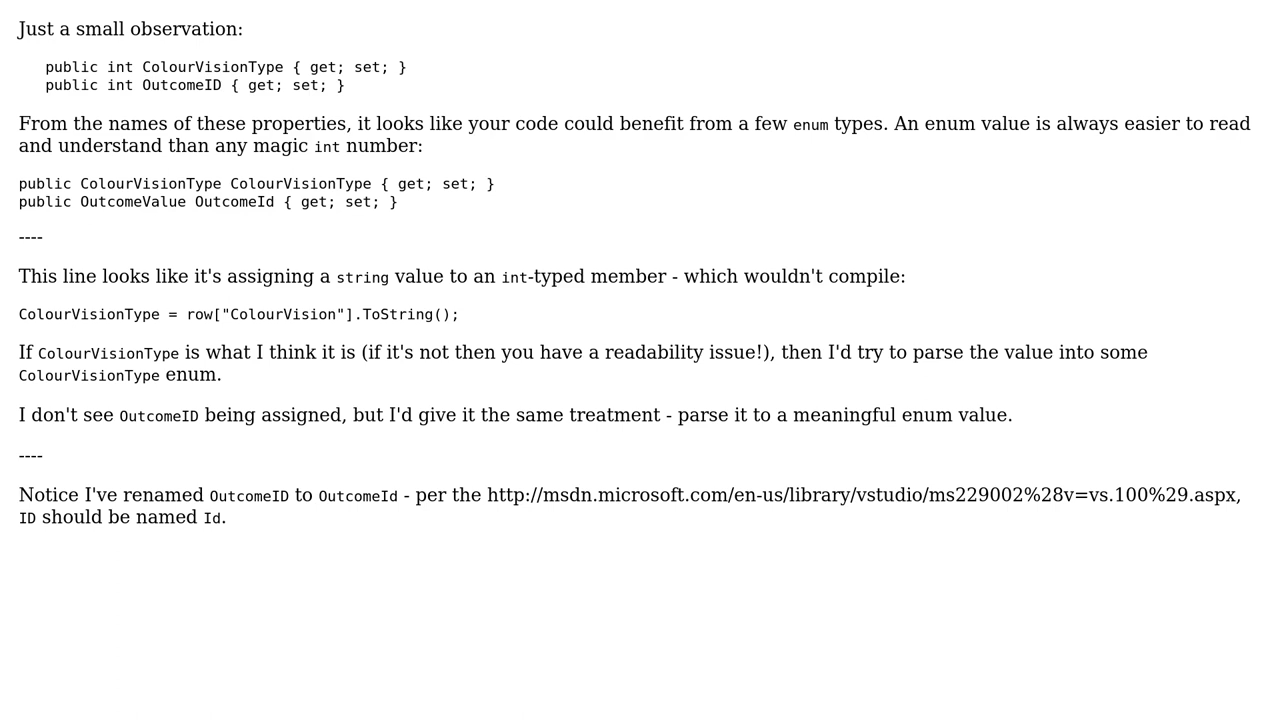 Just a small observation:
public int ColourVisionType { get; set; }
public int OutcomeID { get; set; }
From the names of these properties, it looks like your code could benefit from a few enum types. An enum value is always easier to read
and understand than any magic int number:
public ColourVisionType ColourVisionType { get; set; }
public OutcomeValue OutcomeId { get; set; }
----
This line looks like it's assigning a string value to an int-typed member - which wouldn't compile:
ColourVisionType = row["ColourVision"].ToString();
If ColourVisionType is what I think it is (if it's not then you have a readability issue!), then I'd try to parse the value into some
ColourVisionType enum.
I don't see OutcomeID being assigned, but I'd give it the same treatment - parse it to a meaningful enum value.
----
Notice I've renamed OutcomeID to OutcomeId - per the http://msdn.microsoft.com/en-us/library/vstudio/ms229002%28v=vs.100%29.aspx,
ID should be named Id.